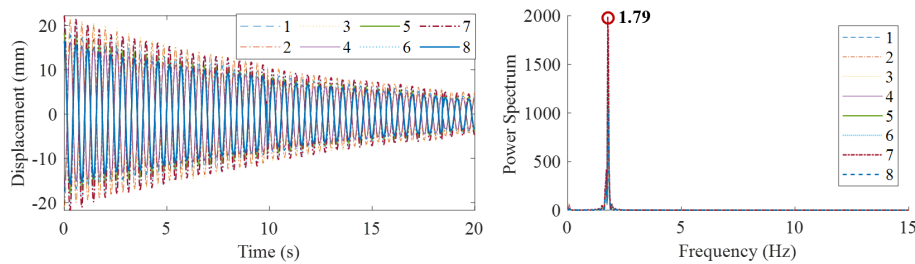 1 3 5 7
2 4 6 8
20
10
0
-10
-20
Displacement (mm)
0 5 10 15 20
Time (s)
1.79
2000
1500
1000
500
0
Power Spectrum
1
2
3
4
5
6
7
8
0 5 10 15
Frequency (Hz)